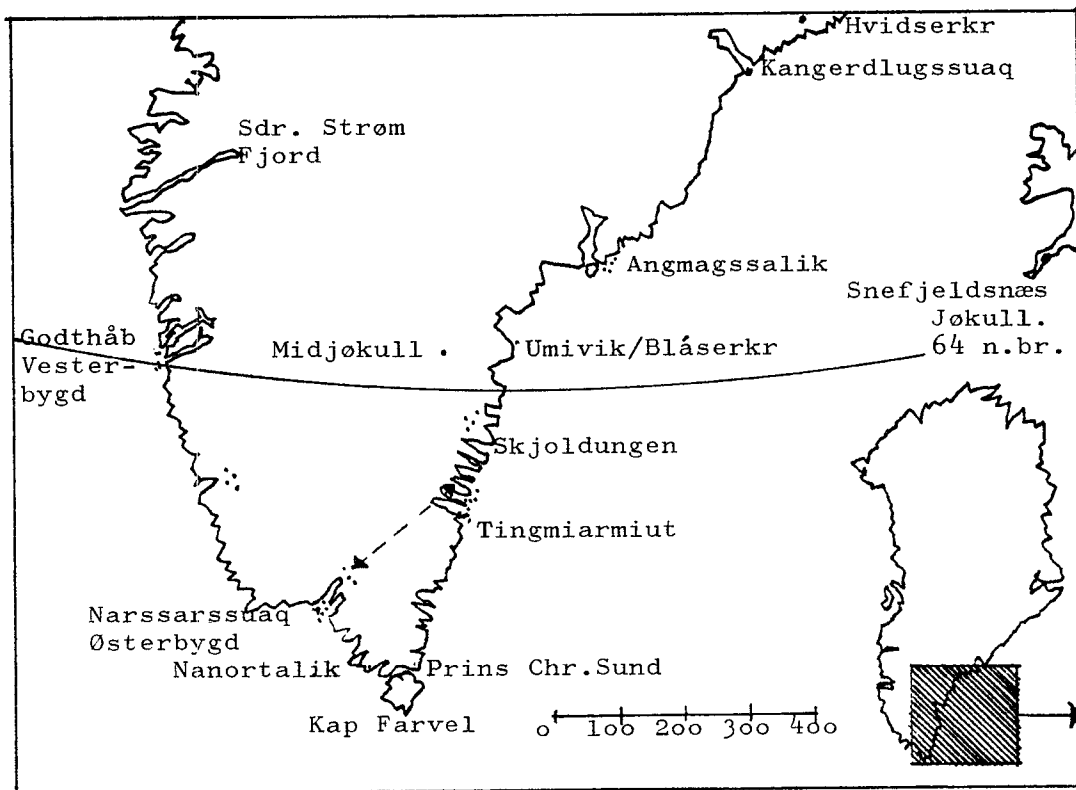 Hvidserkr
Kangerdlugssuaq
Sdr. Strøm
Fjord
Angmagssalik
Snefjeldsnæs
Jøkull.
64 n.br.
Godthåb
Vester-
bygd
Midjøkull
Umivik/Blåserkr
Skjoldungen
Tingmiarmiut
Narssarssuaq
Østerbygd
Nanortalik
Prins Chr.Sund
Kap Farvel
0 100 200 300 400